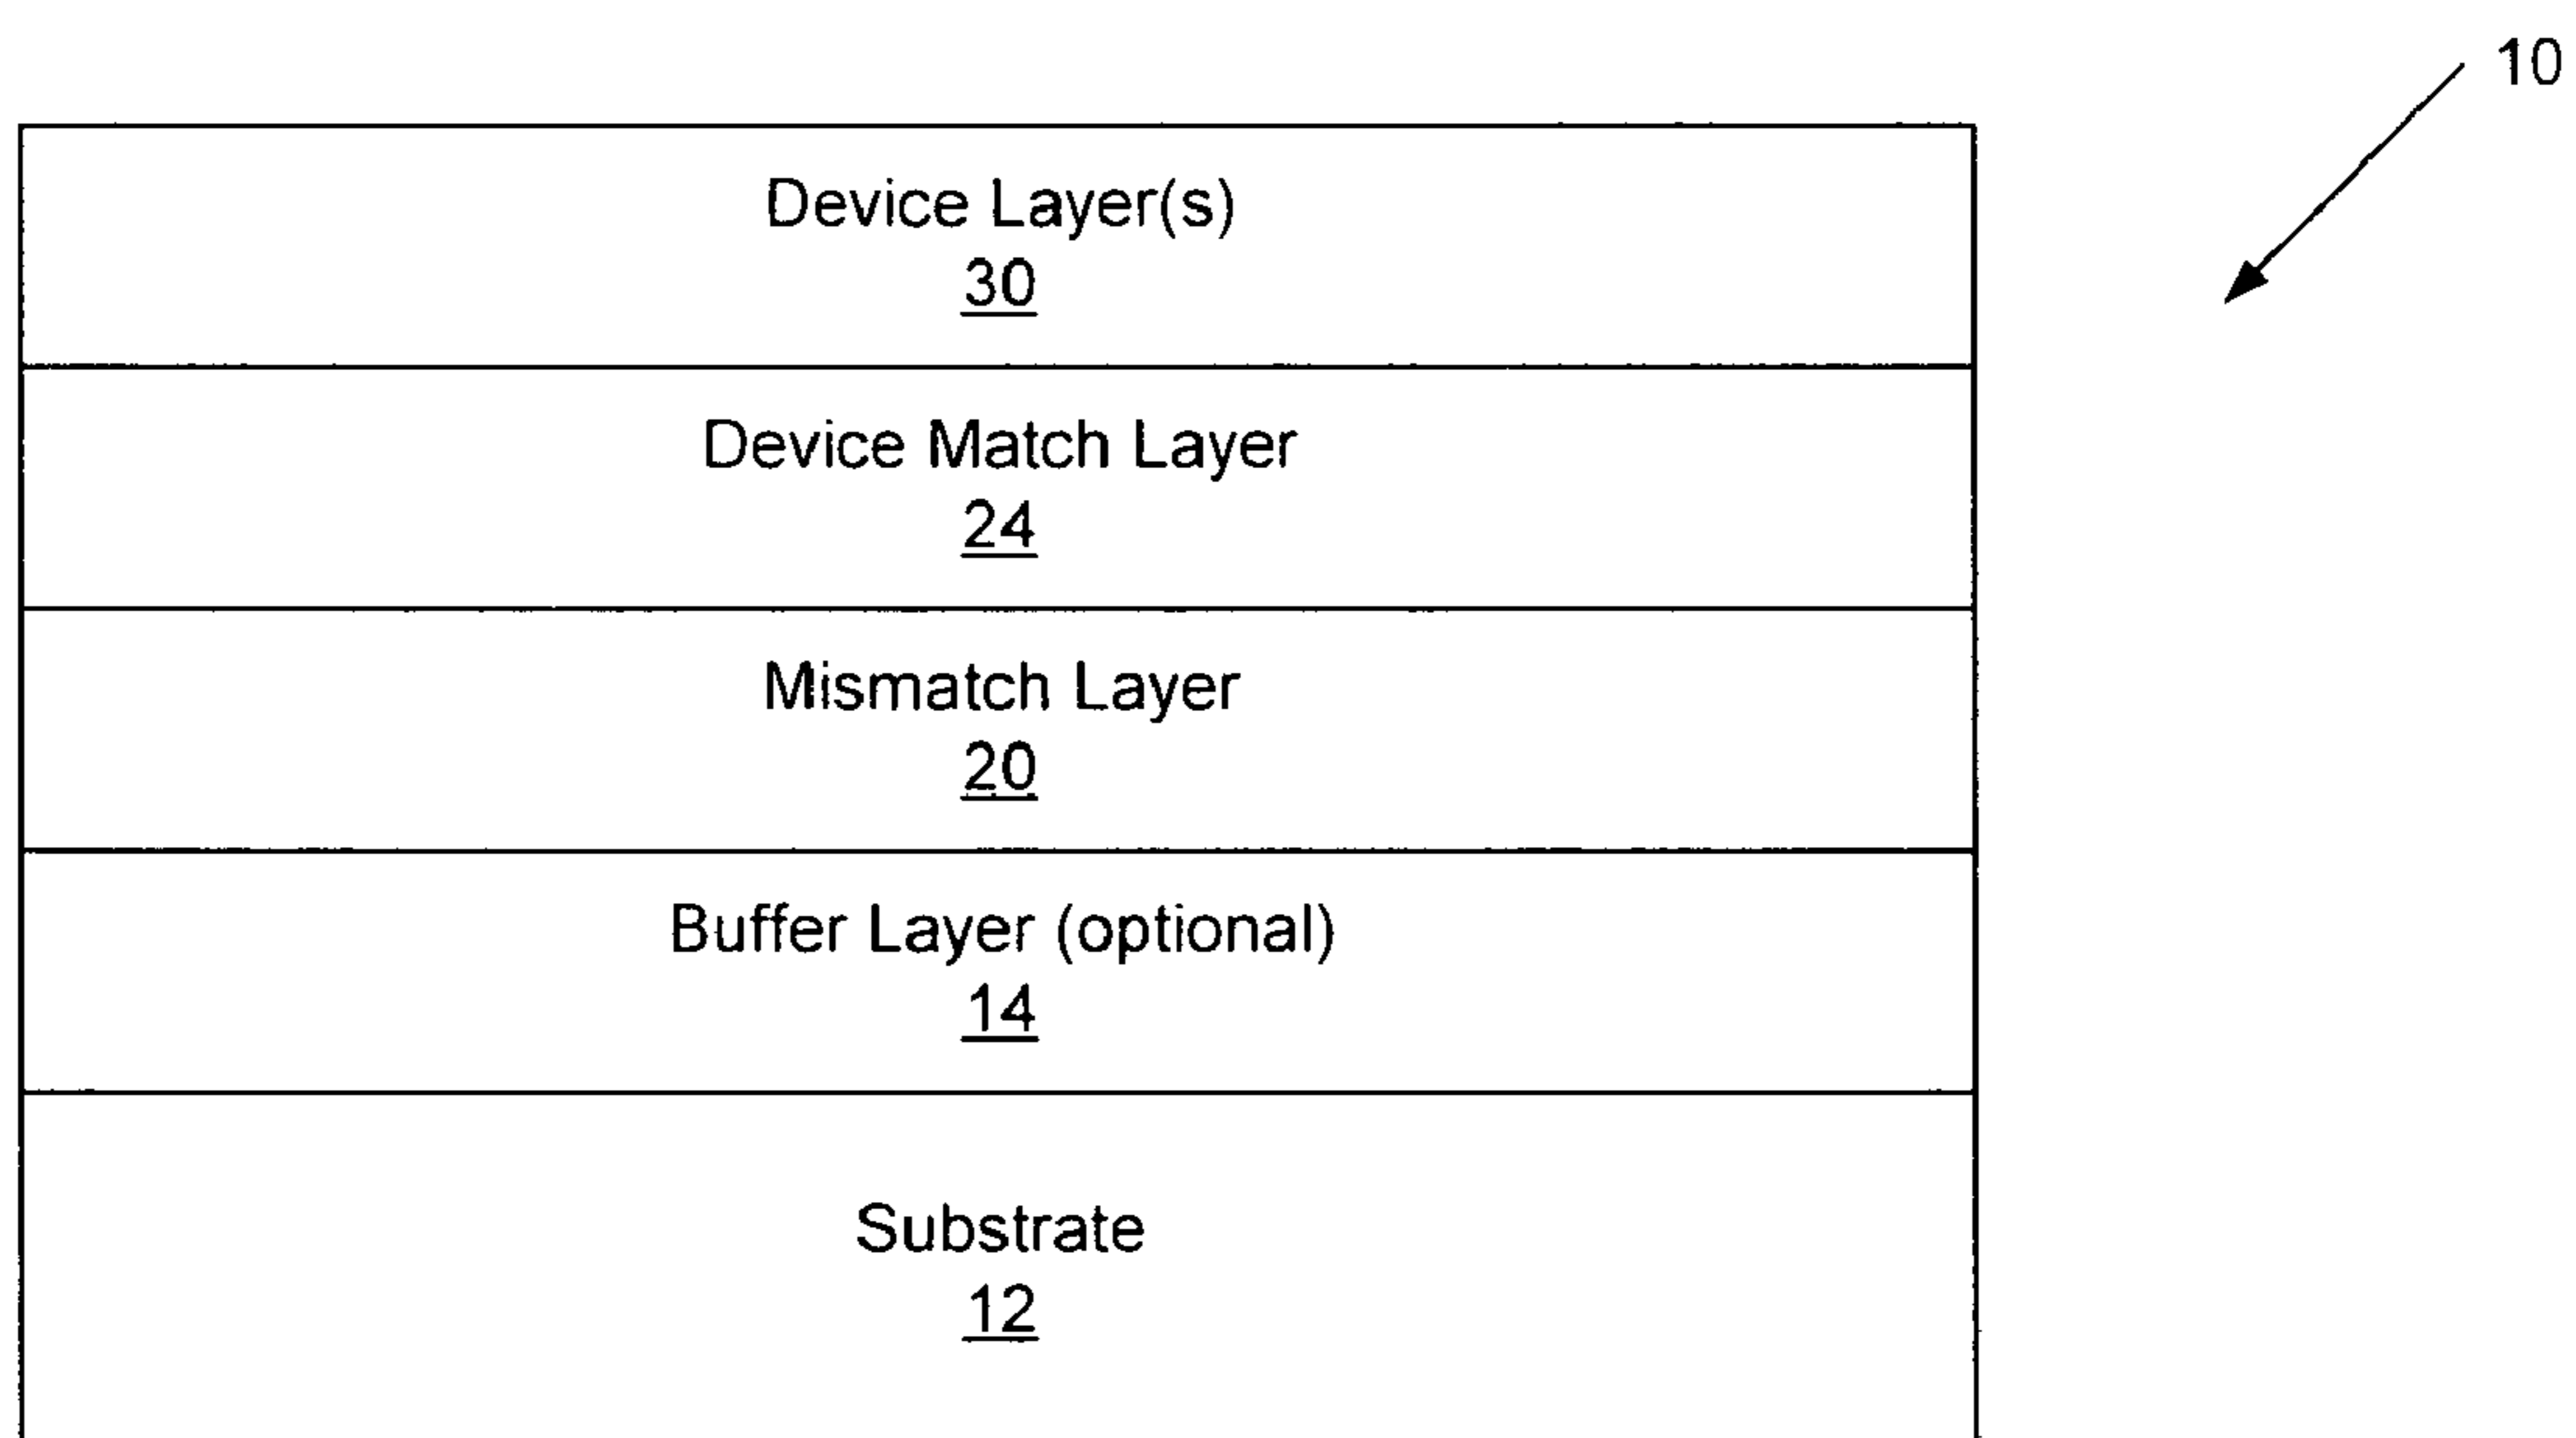 10
Device Layer(s)
30
Device Match Layer
24
Mismatch Layer
20
Buffer Layer (optional)
14
Substrate
12